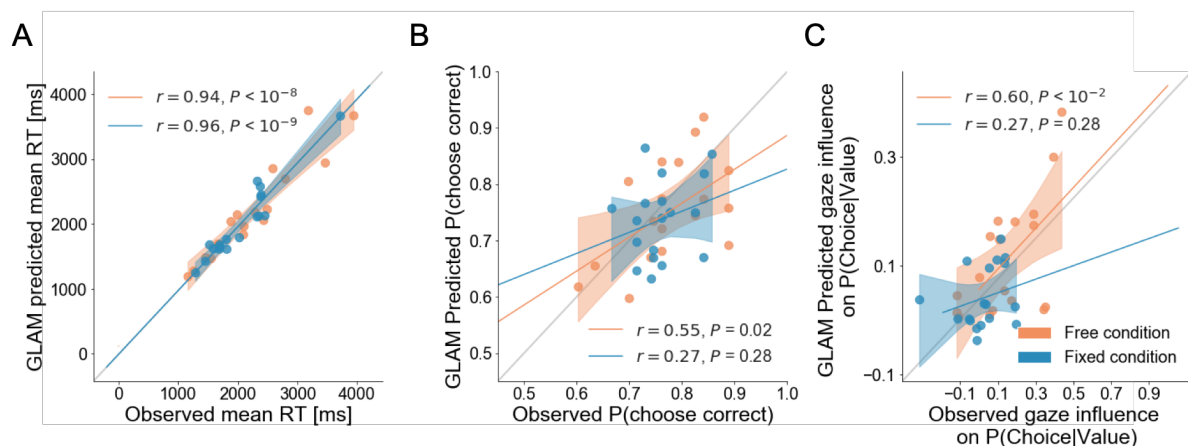 A
GLAM predicted mean RT [ms]
4000
3000
2000
1000
0
r = 0.94, P < 10⁻⁸
r = 0.96, P < 10⁻⁹
0 1000 2000 3000 4000
Observed mean RT [ms]
B
GLAM Predicted P(choose correct)
1.0
0.9
0.8
0.7
0.6
0.5
r = 0.55, P = 0.02
r = 0.27, P = 0.28
0.5 0.6 0.7 0.8 0.9 1.0
Observed P(choose correct)
C
GLAM Predicted gaze influence
on P(Choice|Value)
0.3
0.1
−0.1
r = 0.60, P < 10⁻²
r = 0.27, P = 0.28
Free condition
Fixed condition
−0.1 0.1 0.3 0.5 0.7 0.9
Observed gaze influence
on P(Choice|Value)